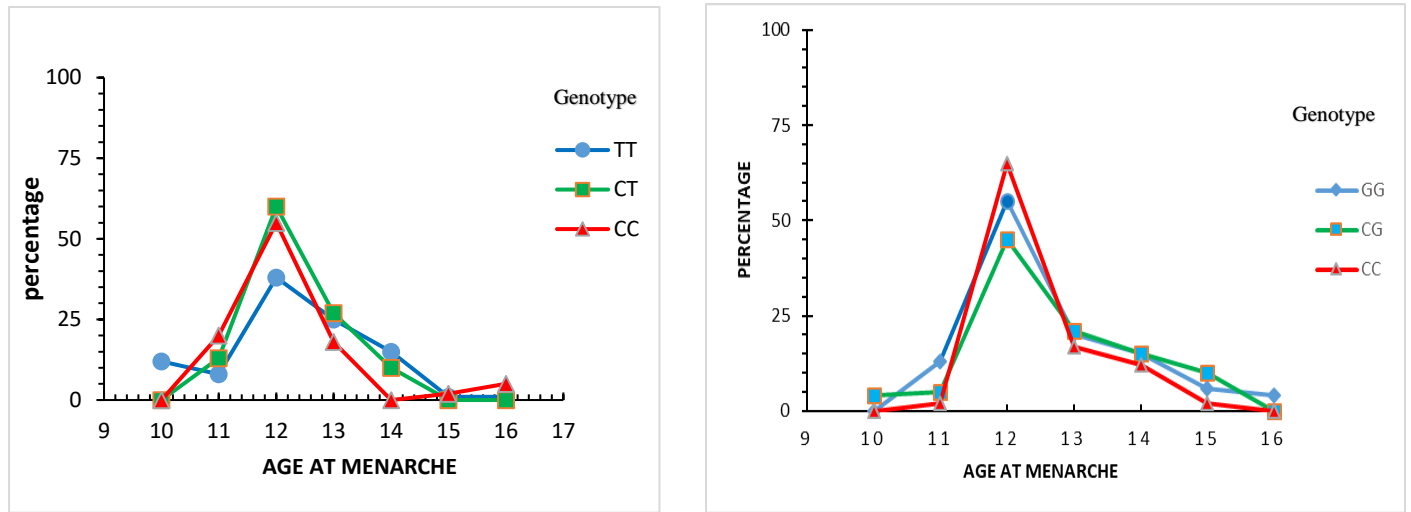 100
75
50
25
0
percentage
9 10 11 12 13 14 15 16 17
AGE AT MENARCHE
Genotype
TT
CT
CC
100
75
50
25
0
PERCENTAGE
9 10 11 12 13 14 15 16
AGE AT MENARCHE
Genotype
GG
CG
CC